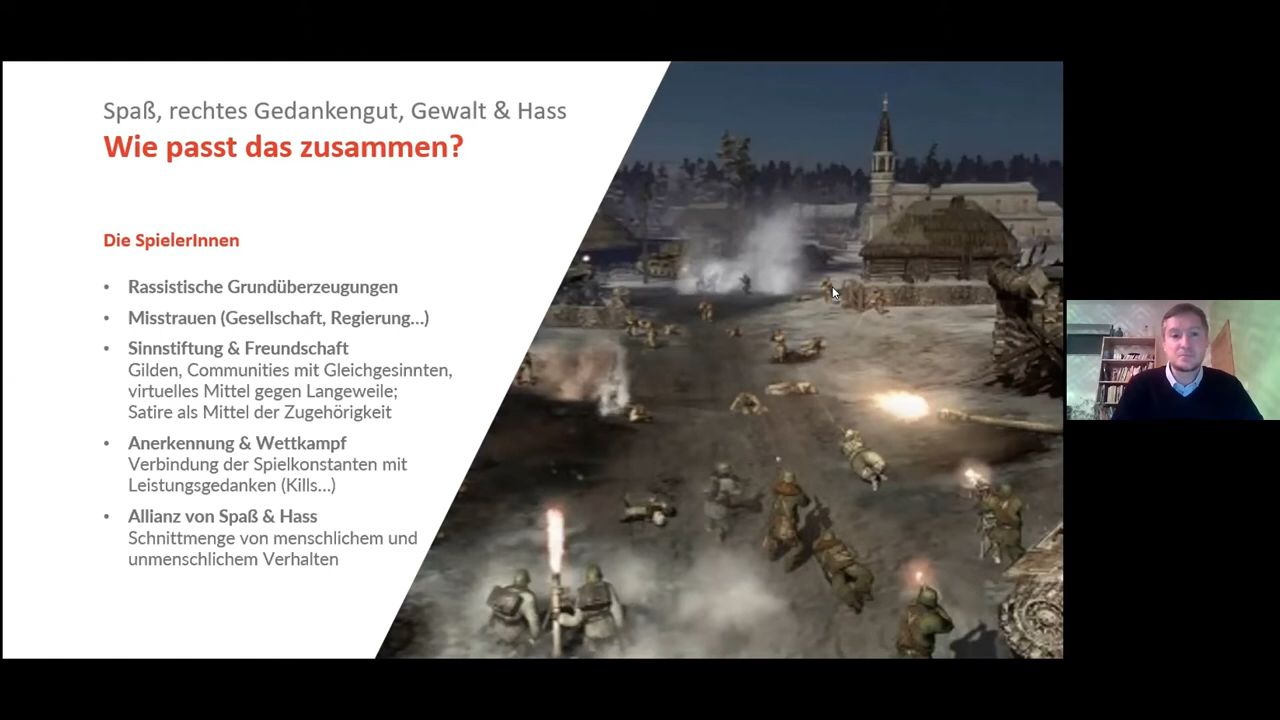 Spaß, rechtes Gedankengut, Gewalt & Hass
Wie passt das zusammen?
Die SpielerInnen
• Rassistische Grundüberzeugungen
• Misstrauen (Gesellschaft, Regierung...)
• Sinnstiftung & Freundschaft
Gilden, Communities mit Gleichgesinnten,
virtuelles Mittel gegen Langeweile;
Satire als Mittel der Zugehörigkeit
• Anerkennung & Wettkampf
Verbindung der Spielkonstanten mit
Leistungsgedanken (Kills...)
• Allianz von Spaß & Hass
Schnittmenge von menschlichem und
unmenschlichem Verhalten